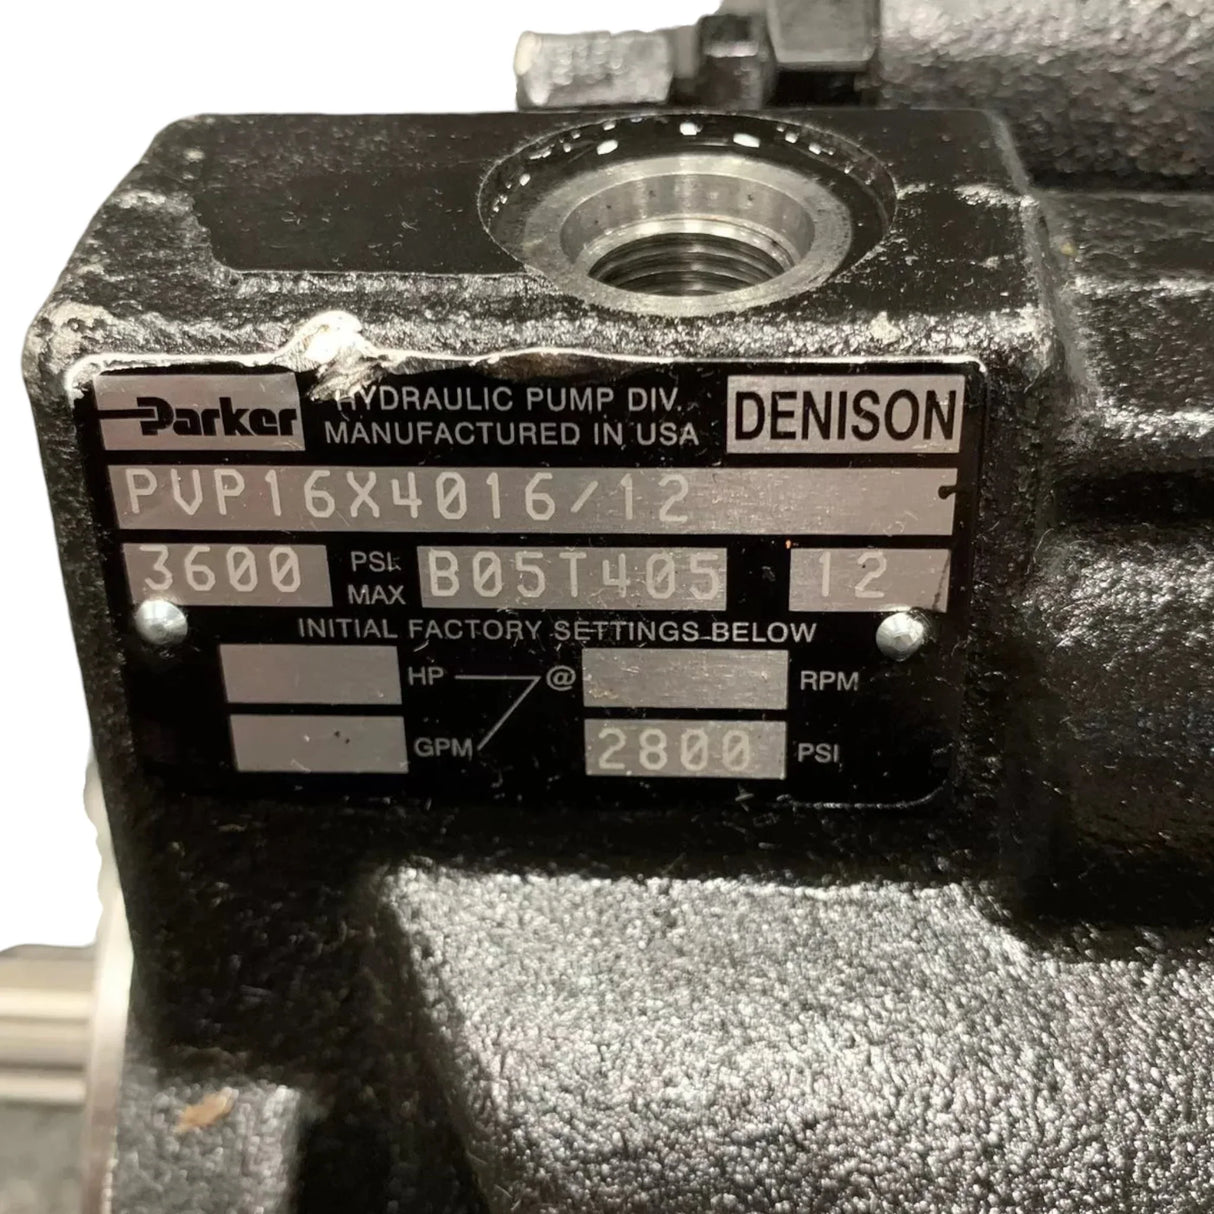 Parker HYDRAULIC PUMP DIV. DENISON
MANUFACTURED IN USA
PVP16X4016/12
3600 PSI MAX B05T405 12
INITIAL FACTORY SETTINGS BELOW
HP @ RPM
GPM 2800 PSI